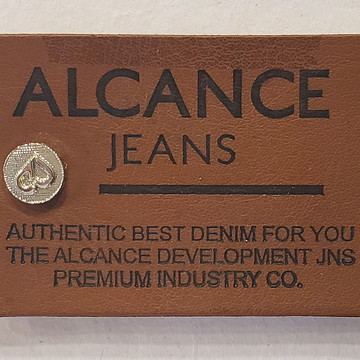 ALCANCE
JEANS
AUTHENTIC BEST DENIM FOR YOU
THE ALCANCE DEVELOPMENT JNS
PREMIUM INDUSTRY CO.